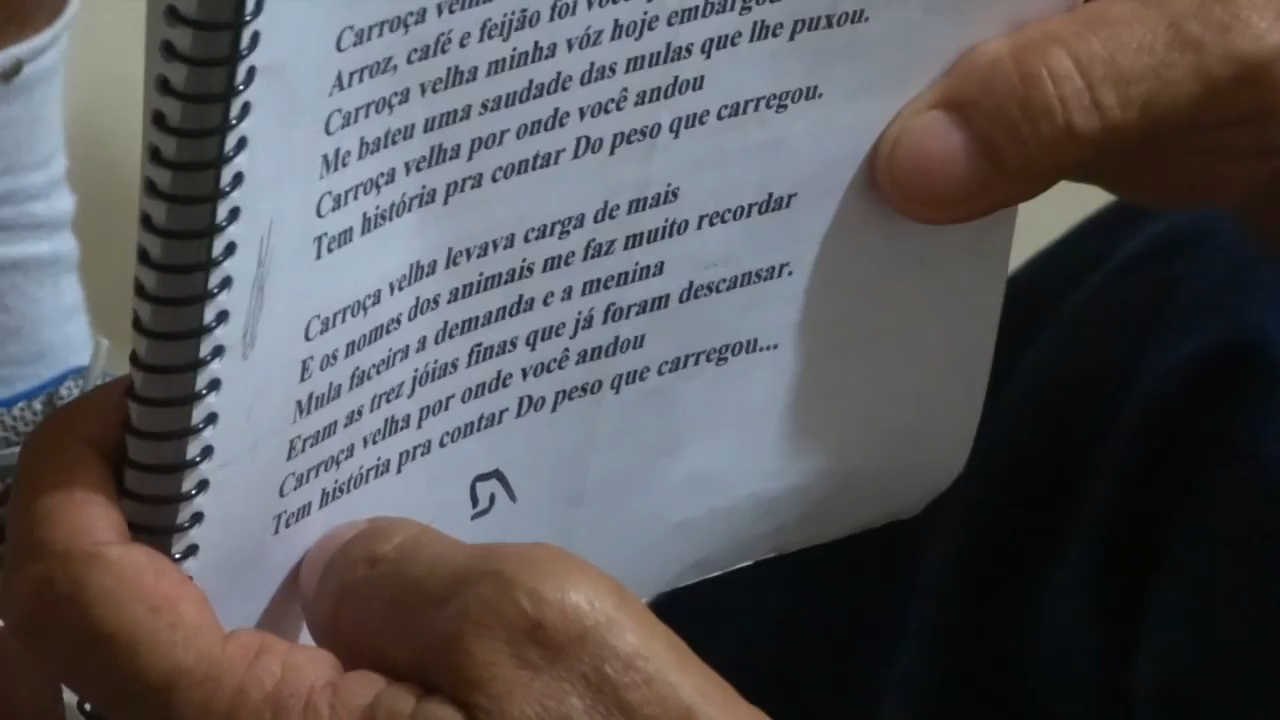 Carroça velha
Arroz, café e feijão foi
Carroça velha minha vóz hoje embargou
Me bateu uma saudade das mulas que lhe puxou.
Carroça velha por onde você andou
Tem história pra contar Do peso que carregou.
Carroça velha levava carga de mais
E os nomes dos animais me faz muito recordar
Mula faceira a demanda e a menina
Eram as trez jóias finas que já foram descansar.
Carroça velha por onde você andou
Tem história pra contar Do peso que carregou...